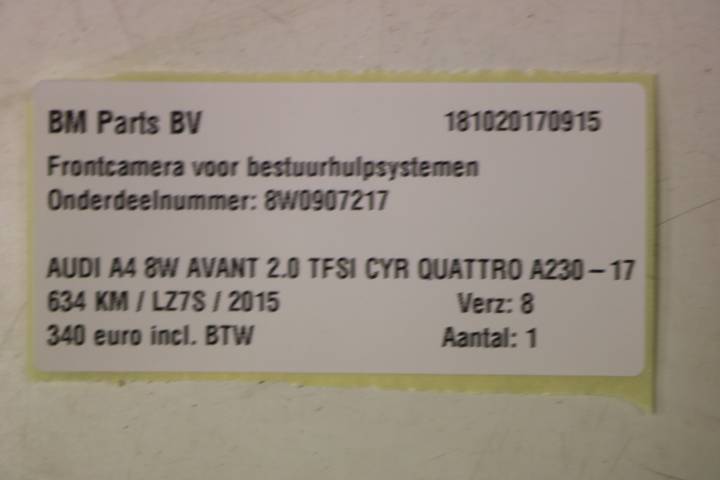 BM Parts BV 181020170915
Frontcamera voor bestuurhulpsystemen
Onderdeelnummer: 8W0907217
AUDI A4 8W AVANT 2.0 TFSI CYR QUATTRO A230-17
634 KM / LZ7S / 2015 Verz: 8
340 euro incl. BTW Aantal: 1